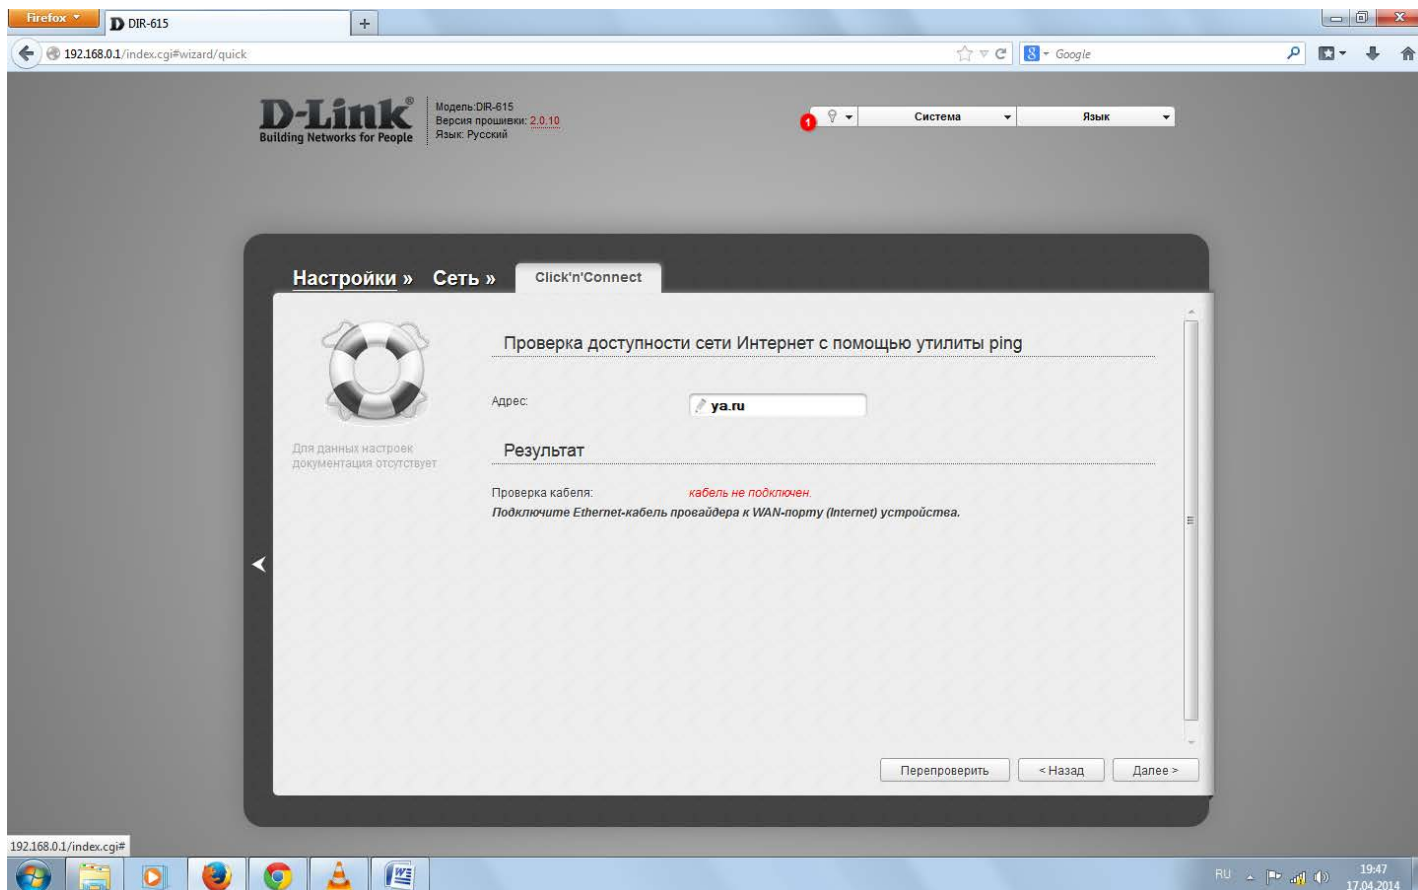 Firefox
D DIR-615
192.168.0.1/index.cgi#wizard/quick
8 Google
D-Link®
Building Networks for People
Модель:DIR-615
Версия прошивки: 2.0.10
Язык: Русский
1
Система
Язык
Настройки » Сеть » Click'n'Connect
Проверка доступности сети Интернет с помощью утилиты ping
Адрес: ya.ru
Для данных настроек
документация отсутствует
Результат
Проверка кабеля: кабель не подключен.
Подключите Ethernet-кабель провайдера к WAN-порту (Internet) устройства.
Перепроверить
< Назад
Далее >
192.168.0.1/index.cgi#
RU
19:47
17.04.2014